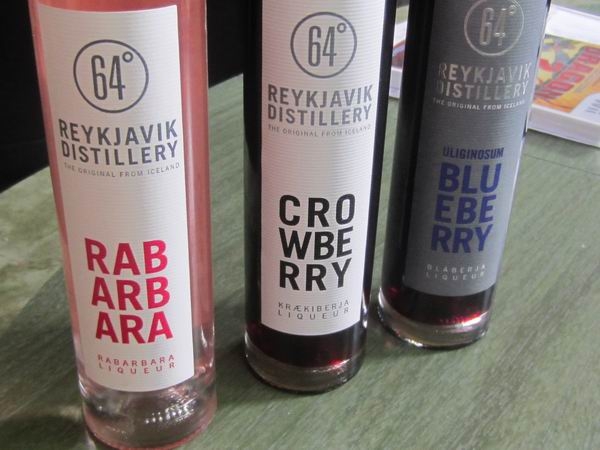 64°
REYKJAVIK
DISTILLERY
THE ORIGINAL FROM ICELAND
RAB
ARB
ARA
RABARBARA
LIQUEUR
64°
REYKJAVIK
DISTILLERY
THE ORIGINAL FROM ICELAND
CRO
WBE
RRY
KRÆKIBERJA
LIQUEUR
64°
REYKJAVIK
DISTILLERY
THE ORIGINAL FROM ICELAND
ULIGINOSUM
BLU
EBE
RRY
BLÁBERJA
LIQUEUR